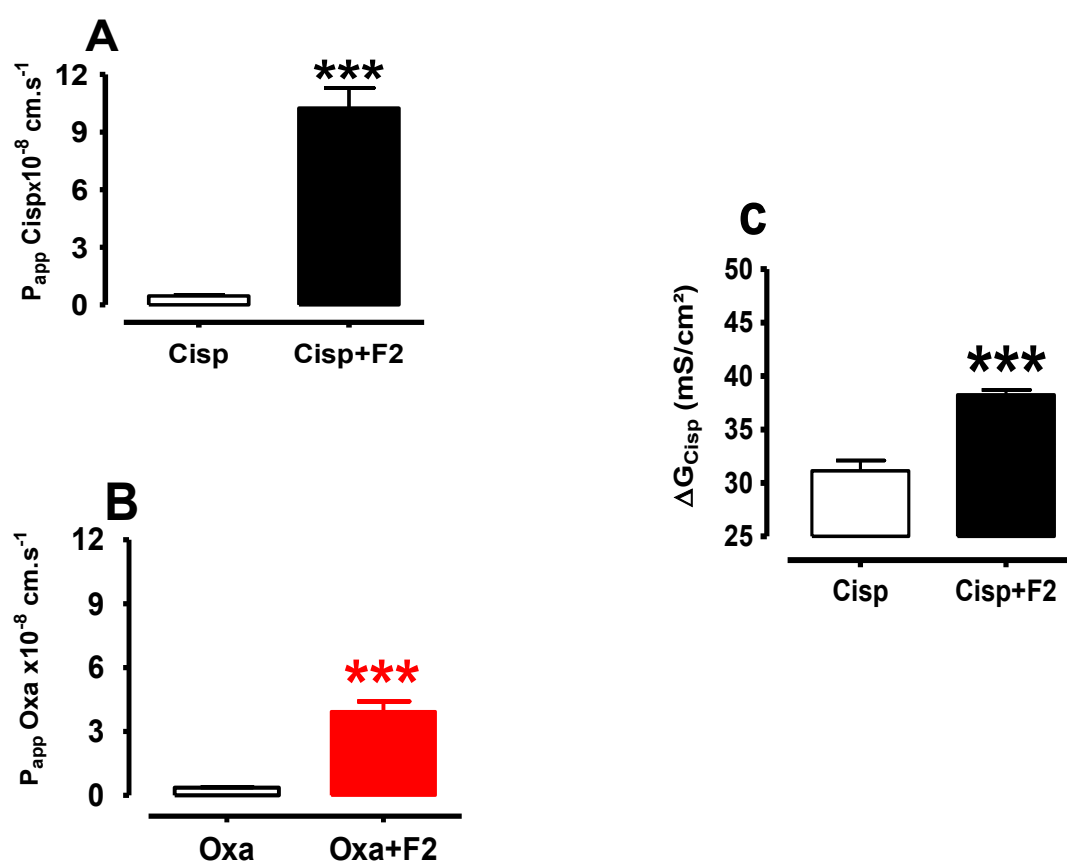 A
P_app Cispx10⁻⁸ cm.s⁻¹
12
9
6
3
0
***
Cisp Cisp+F2
B
P_app Oxa x10⁻⁸ cm.s⁻¹
12
9
6
3
0
***
Oxa Oxa+F2
C
ΔG_Cisp (mS/cm²)
50
45
40
35
30
25
***
Cisp Cisp+F2